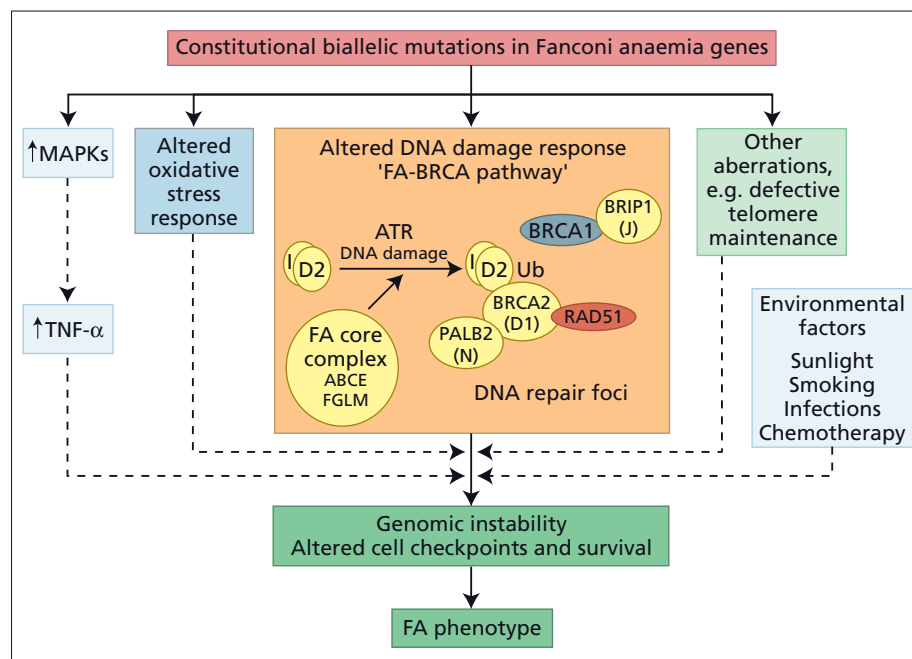 Constitutional biallelic mutations in Fanconi anaemia genes
↑MAPKs
Altered
oxidative
stress
response
Altered DNA damage response
'FA-BRCA pathway'
Other
aberrations,
e.g. defective
telomere
maintenance
BRCA1
BRIP1
(J)
ATR
DNA damage
I
D2
I
D2
Ub
BRCA2
(D1)
RAD51
PALB2
(N)
FA core
complex
ABCE
FGLM
DNA repair foci
↑TNF-α
Environmental
factors
Sunlight
Smoking
Infections
Chemotherapy
Genomic instability
Altered cell checkpoints and survival
FA phenotype